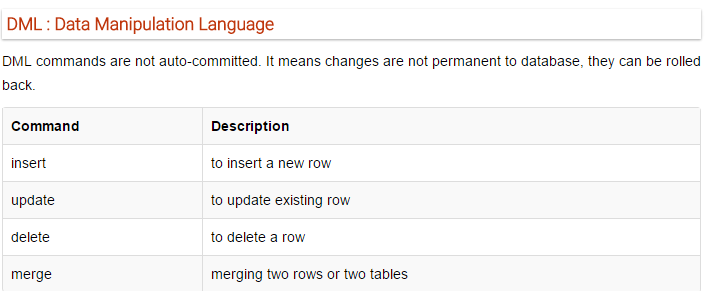 DML : Data Manipulation Language
DML commands are not auto-committed. It means changes are not permanent to database, they can be rolled
back.
Command Description
insert to insert a new row
update to update existing row
delete to delete a row
merge merging two rows or two tables